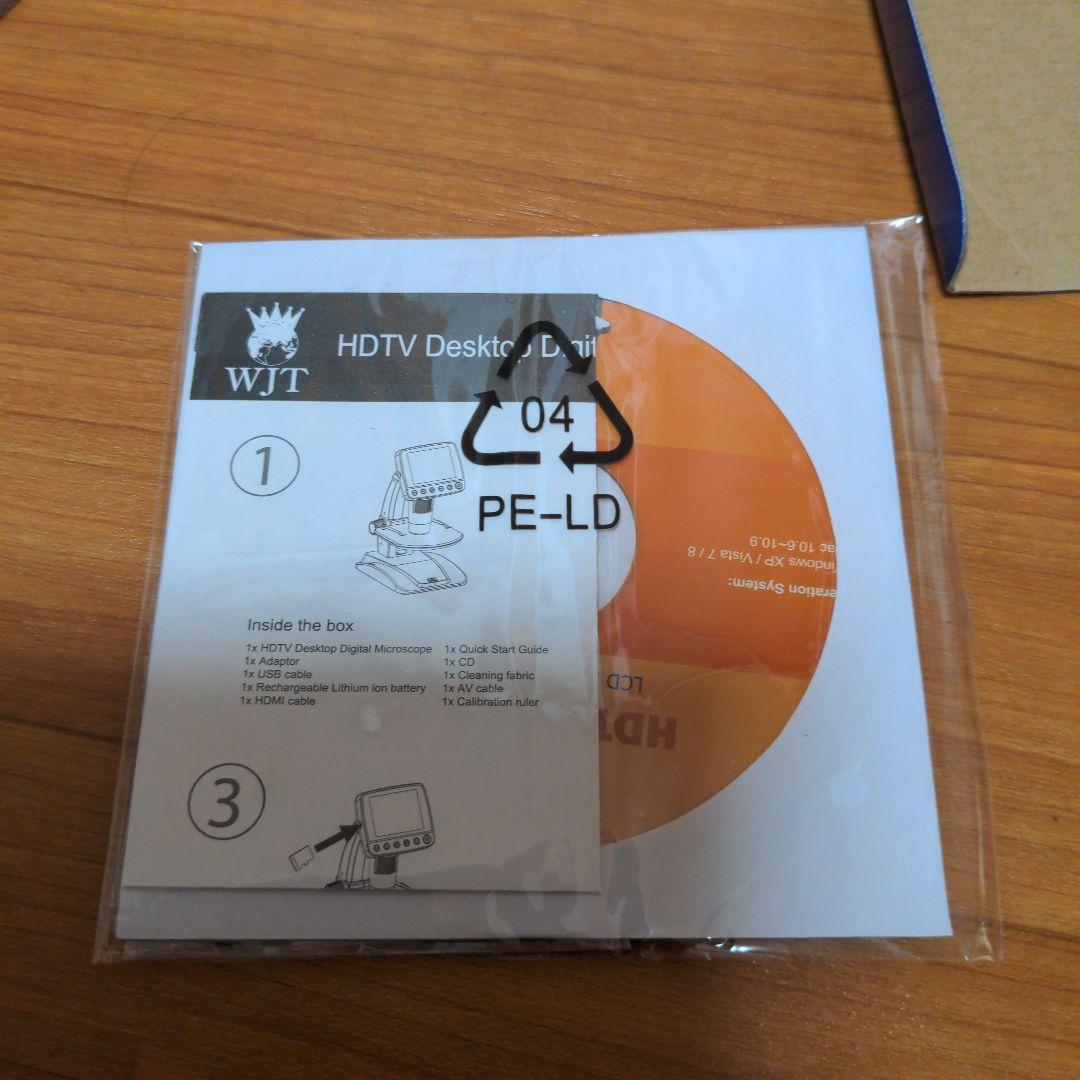 WJT
HDTV Desktop Digit
04
PE-LD
1
Inside the box
1x HDTV Desktop Digital Microscope
1x Adaptor
1x USB cable
1x Rechargeable Lithium Ion battery
1x HDMI cable
1x Quick Start Guide
1x CD
1x Cleaning fabric
1x AV cable
1x Calibration ruler
3
HDT
LCD
eration System:
indows XP / Vista 7 / 8
ac 10.6~10.9